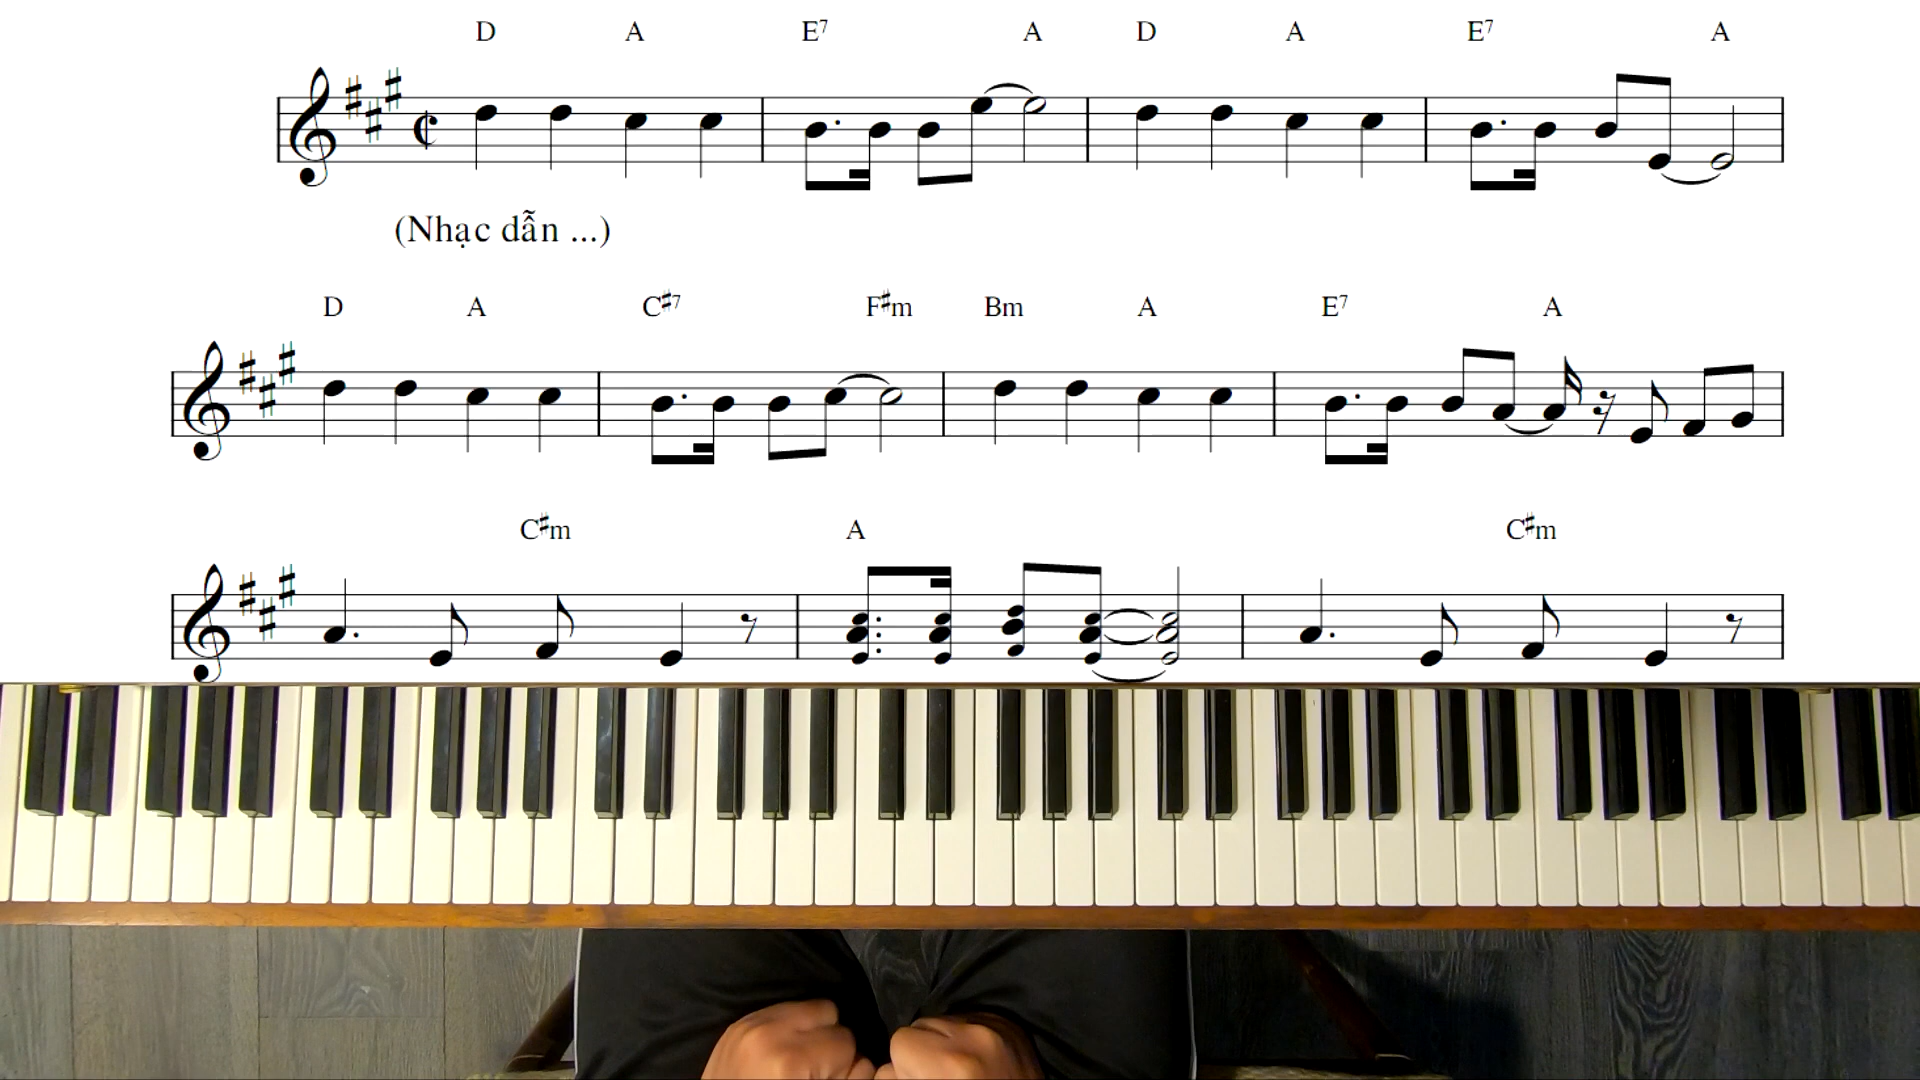 D A E7 A D A E7 A
(Nhạc dẫn ...)
D A C♯7 F♯m Bm A E7 A
C♯m A C♯m